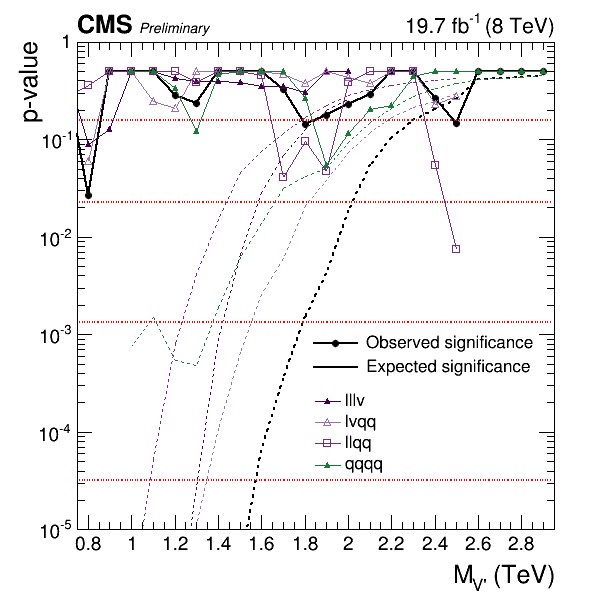 CMS Preliminary 19.7 fb⁻¹ (8 TeV)
p-value
1
10⁻¹
10⁻²
10⁻³
10⁻⁴
10⁻⁵
Observed significance
Expected significance
lllv
lvqq
llqq
qqqq
0.8 1 1.2 1.4 1.6 1.8 2 2.2 2.4 2.6 2.8
M_V' (TeV)